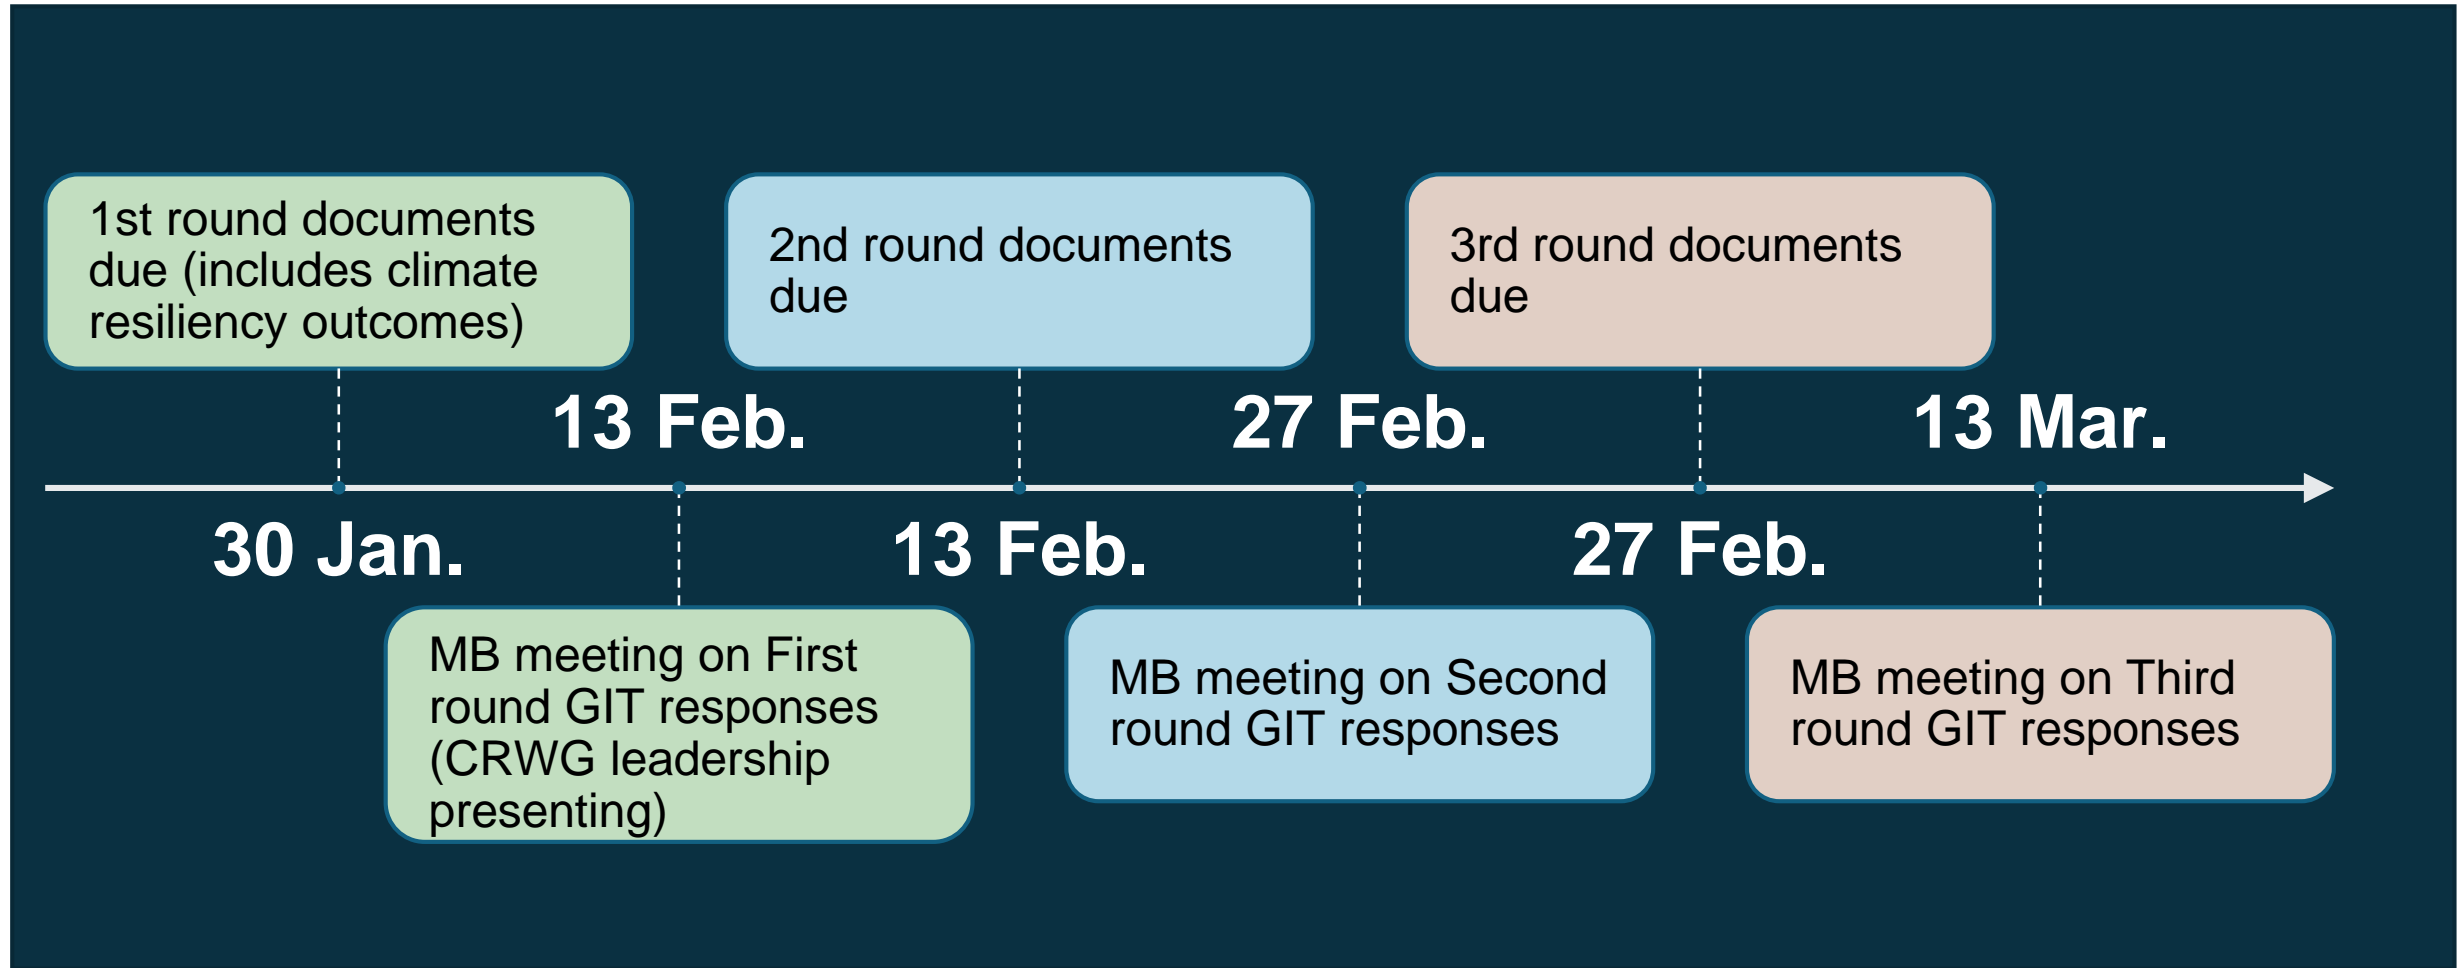 1st round documents
due (includes climate
resiliency outcomes)
30 Jan.
13 Feb.
MB meeting on First
round GIT responses
(CRWG leadership
presenting)
2nd round documents
due
13 Feb.
27 Feb.
MB meeting on Second
round GIT responses
3rd round documents
due
27 Feb.
13 Mar.
MB meeting on Third
round GIT responses